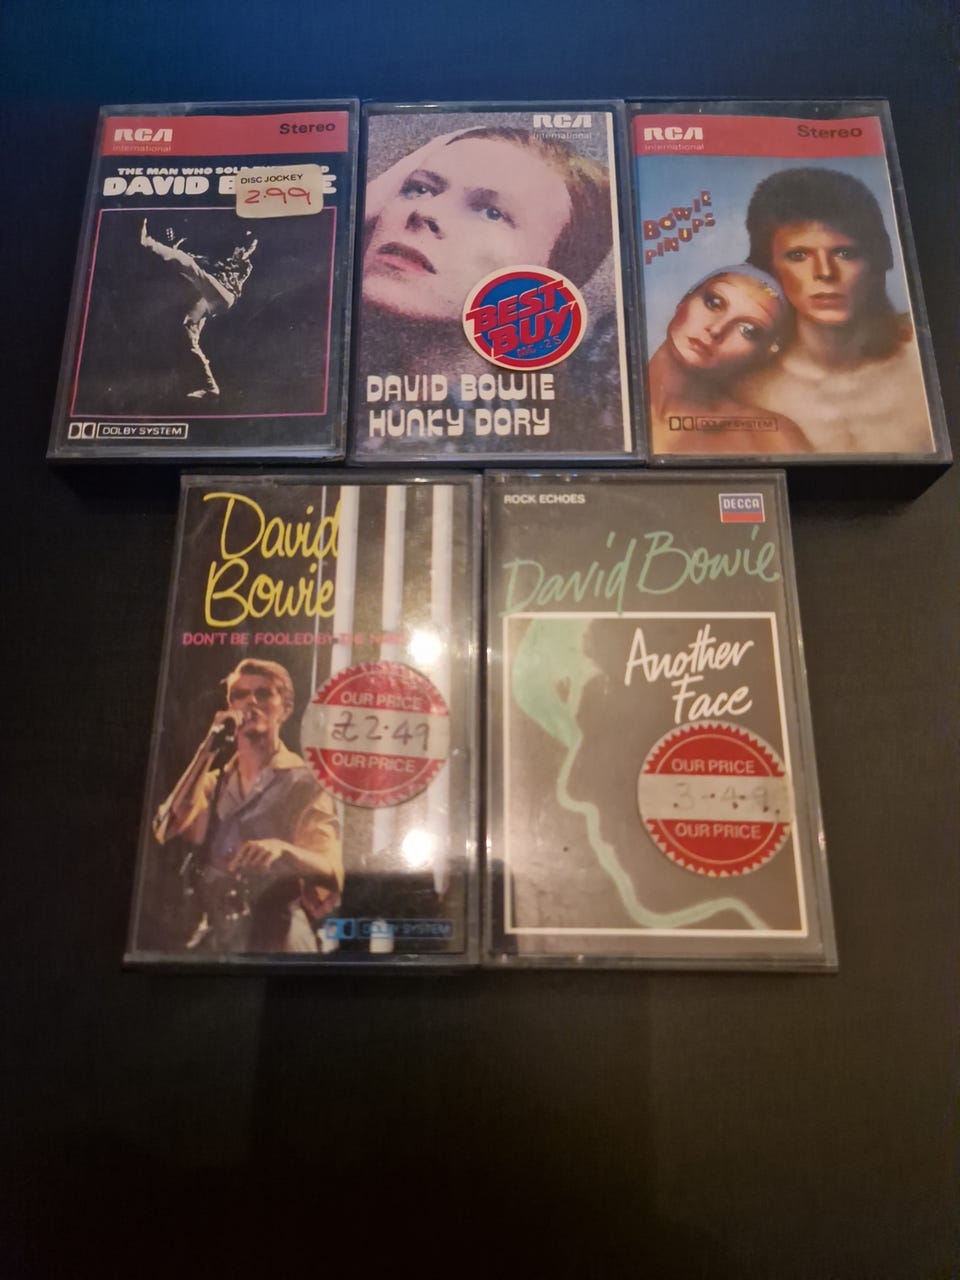 RCA
International
Stereo
THE MAN WHO
DAVID
DISC JOCKEY
2.99
DOLBY SYSTEM
RCA
International
BEST
BUY
DAVID BOWIE
HUNKY DORY
RCA
International
Stereo
BOWIE
PINUPS
DOLBY SYSTEM
David
Bowie
DON'T BE FOOLED BY THE
OUR PRICE
£2.49
OUR PRICE
DOLBY SYSTEM
ROCK ECHOES
DECCA
David Bowie
Another
Face
OUR PRICE
3.49
OUR PRICE